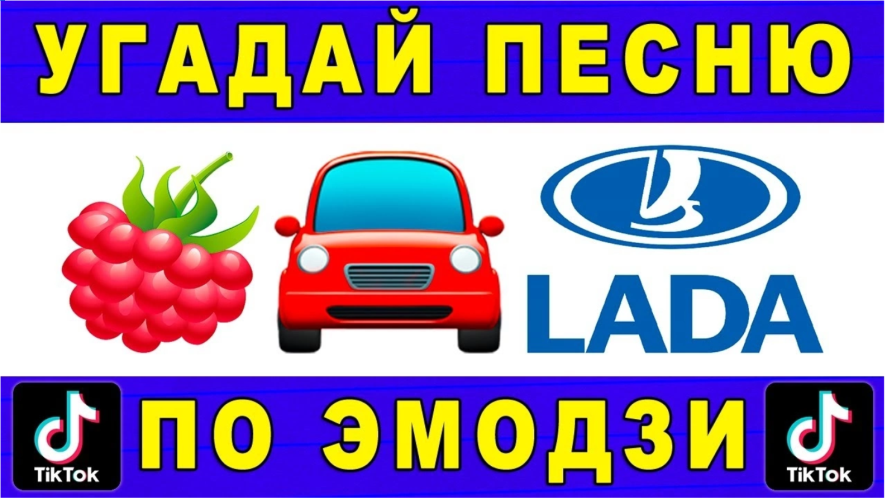 УГАДАЙ ПЕСНЮ
LADA
ПО ЭМОДЗИ
TikTok
TikTok